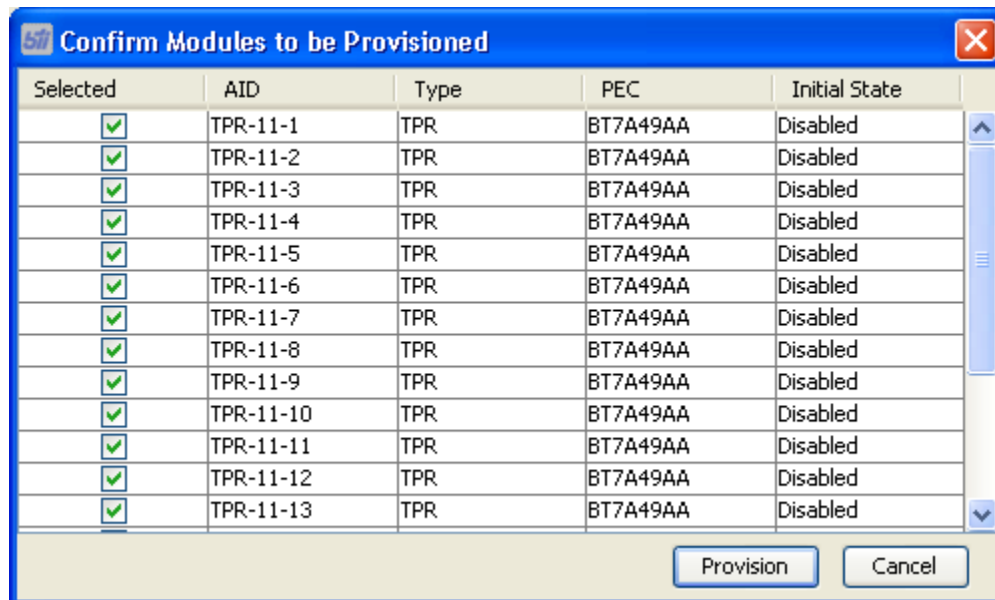 bti Confirm Modules to be Provisioned
Selected AID Type PEC Initial State
TPR-11-1 TPR BT7A49AA Disabled
TPR-11-2 TPR BT7A49AA Disabled
TPR-11-3 TPR BT7A49AA Disabled
TPR-11-4 TPR BT7A49AA Disabled
TPR-11-5 TPR BT7A49AA Disabled
TPR-11-6 TPR BT7A49AA Disabled
TPR-11-7 TPR BT7A49AA Disabled
TPR-11-8 TPR BT7A49AA Disabled
TPR-11-9 TPR BT7A49AA Disabled
TPR-11-10 TPR BT7A49AA Disabled
TPR-11-11 TPR BT7A49AA Disabled
TPR-11-12 TPR BT7A49AA Disabled
TPR-11-13 TPR BT7A49AA Disabled
Provision Cancel